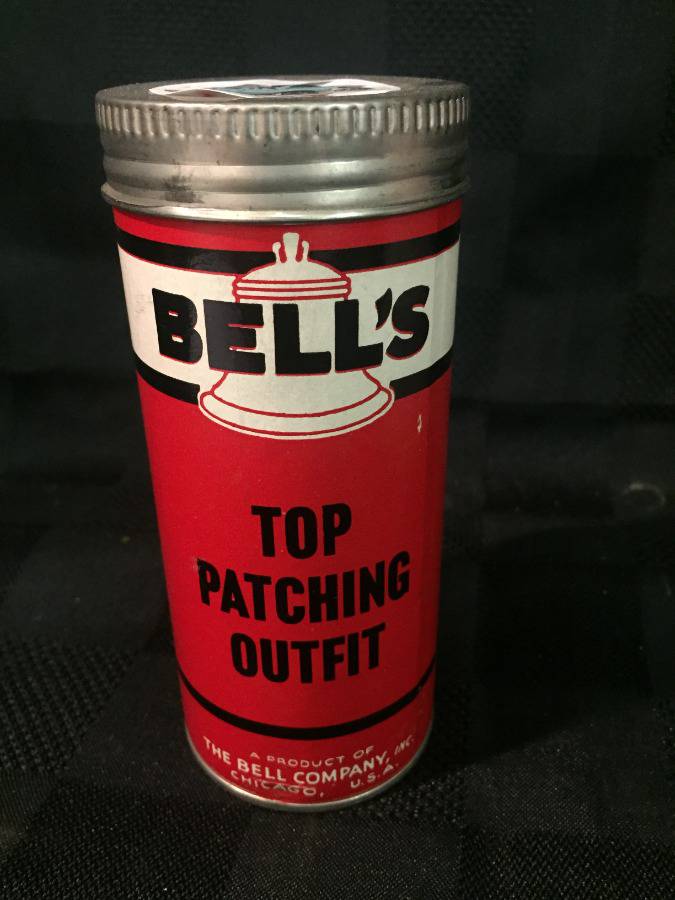 BELL'S
TOP
PATCHING
OUTFIT
A PRODUCT OF
THE BELL COMPANY, INC.
CHICAGO, U.S.A.